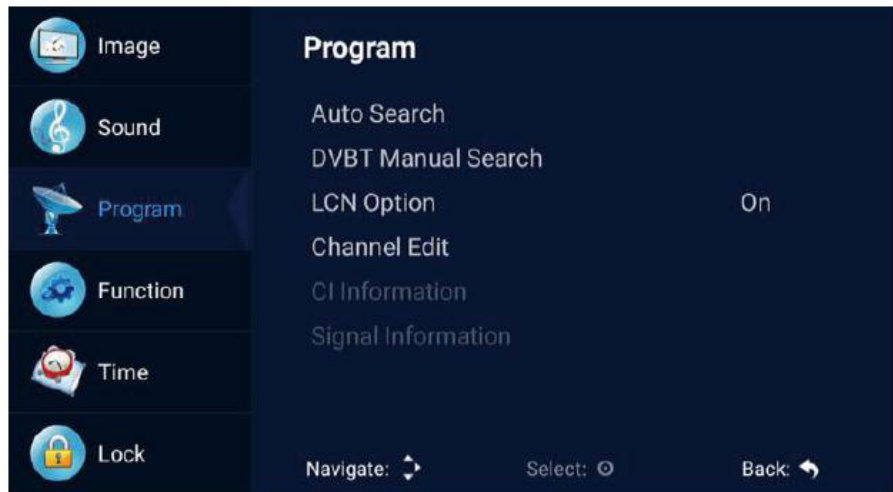 Image
Sound
Program
Function
Time
Lock
Program
Auto Search
DVBT Manual Search
LCN Option On
Channel Edit
CI Information
Signal Information
Navigate: Select: Back: